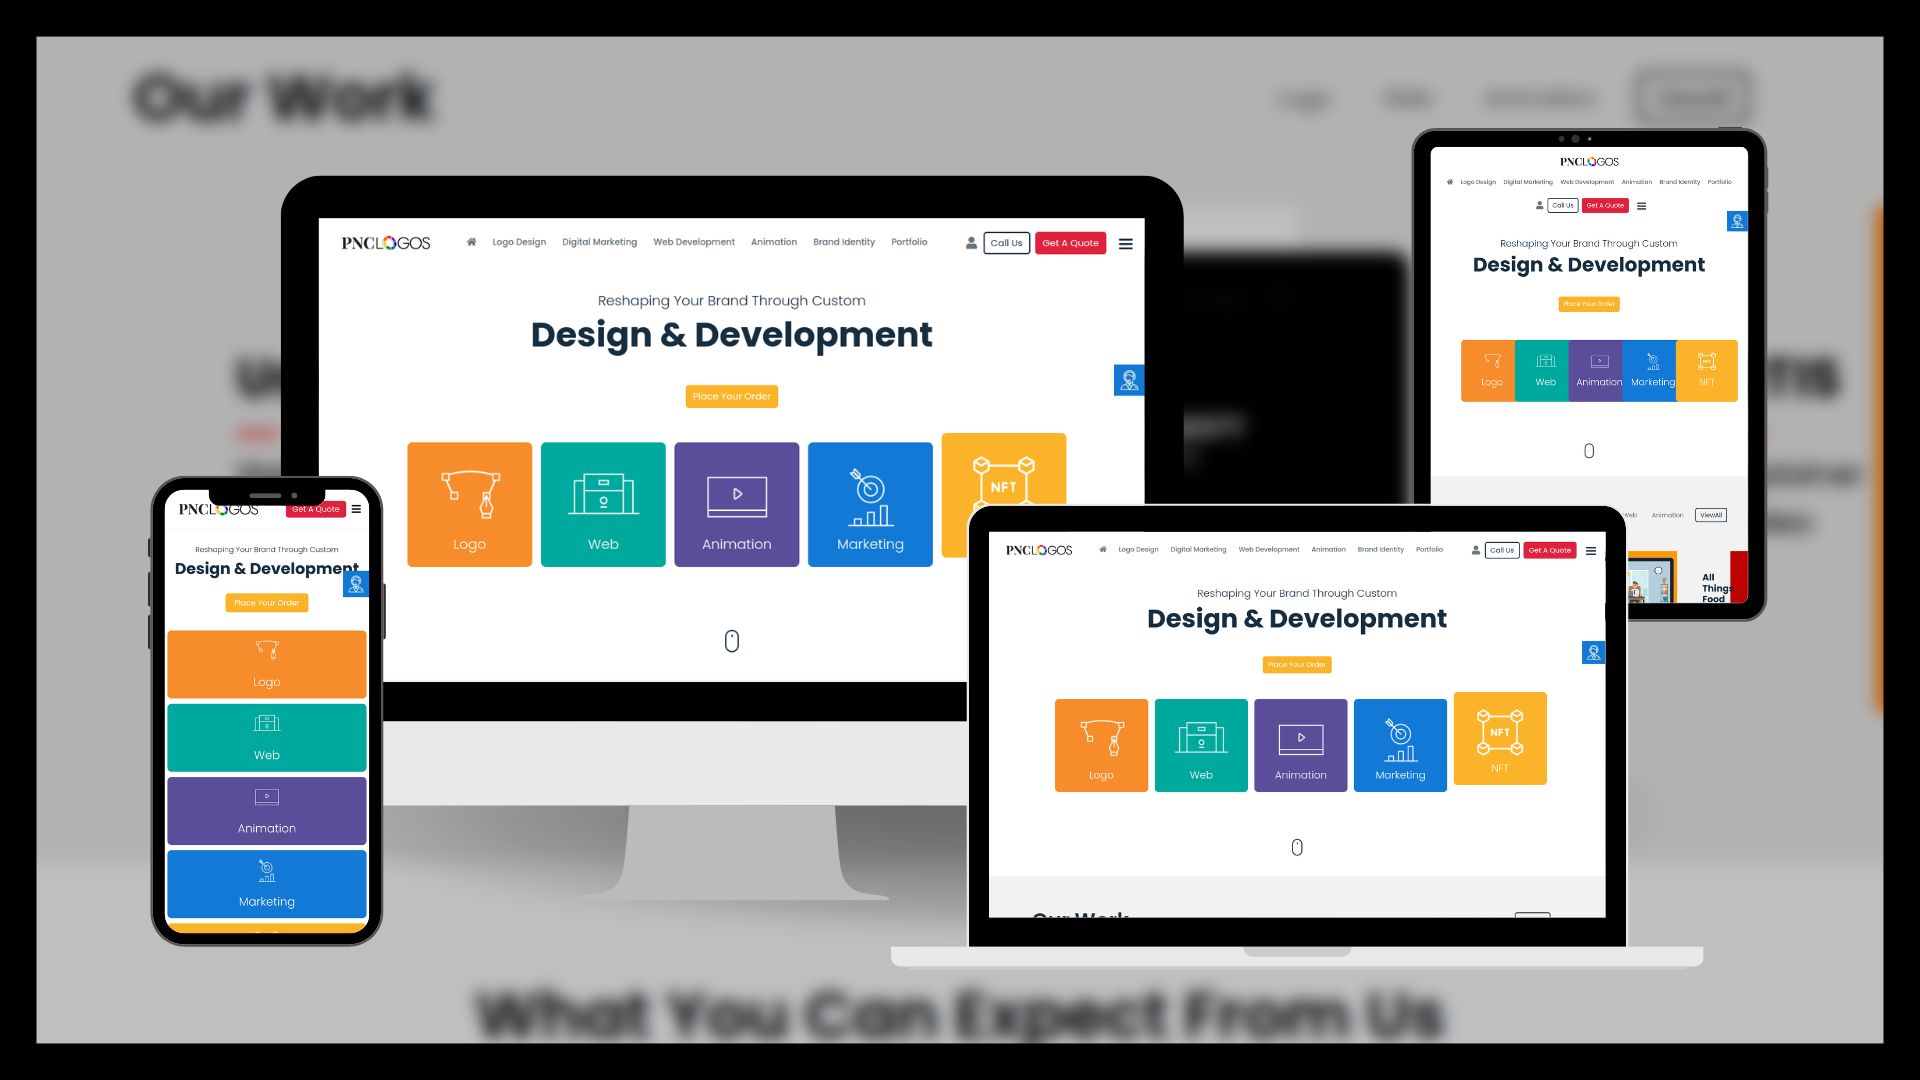 Our Work
Logo Web Animation ViewAll
PNCLOGOS
Logo Design Digital Marketing Web Development Animation Brand Identity Portfolio
Call Us Get A Quote
Reshaping Your Brand Through Custom
Design & Development
Place Your Order
Logo Web Animation Marketing NFT
Web Animation ViewAll
All
Things
Food
PNCLOGOS Logo Design Digital Marketing Web Development Animation Brand Identity Portfolio Call Us Get A Quote
Reshaping Your Brand Through Custom
Design & Development
Place Your Order
NFT
Logo Web Animation Marketing
PNCLOGOS Get A Quote
Reshaping Your Brand Through Custom
Design & Development
Place Your Order
Logo
Web
Animation
Marketing
PNCLOGOS Logo Design Digital Marketing Web Development Animation Brand Identity Portfolio Call Us Get A Quote
Reshaping Your Brand Through Custom
Design & Development
Place Your Order
NFT
Logo Web Animation Marketing NFT
Our Work
What You Can Expect From Us